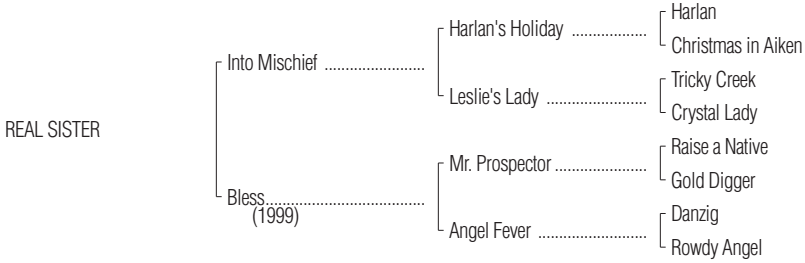 Harlan
Harlan's Holiday ....................
Christmas in Aiken
Into Mischief .........................
Tricky Creek
Leslie's Lady ..........................
Crystal Lady
REAL SISTER
Raise a Native
Mr. Prospector ........................
Gold Digger
Bless.......................................
(1999)
Danzig
Angel Fever ............................
Rowdy Angel